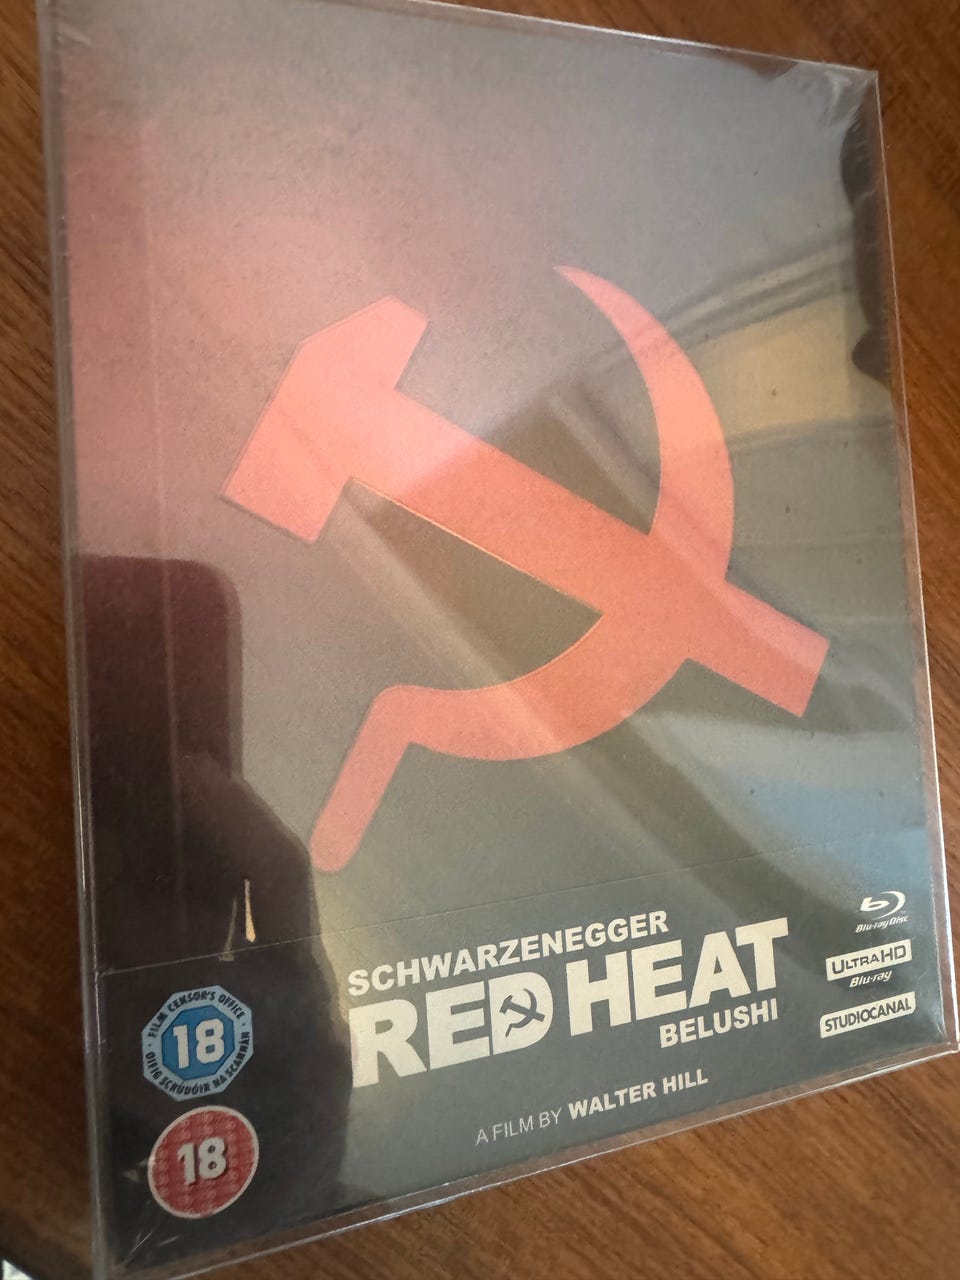 Blu-ray Disc
SCHWARZENEGGER
RED HEAT
BELUSHI
ULTRA HD
Blu-ray
STUDIOCANAL
A FILM BY WALTER HILL
FILM CENSOR'S OFFICE
18
OIFIG SCRÚDÓIR NA SCANNÁN
18